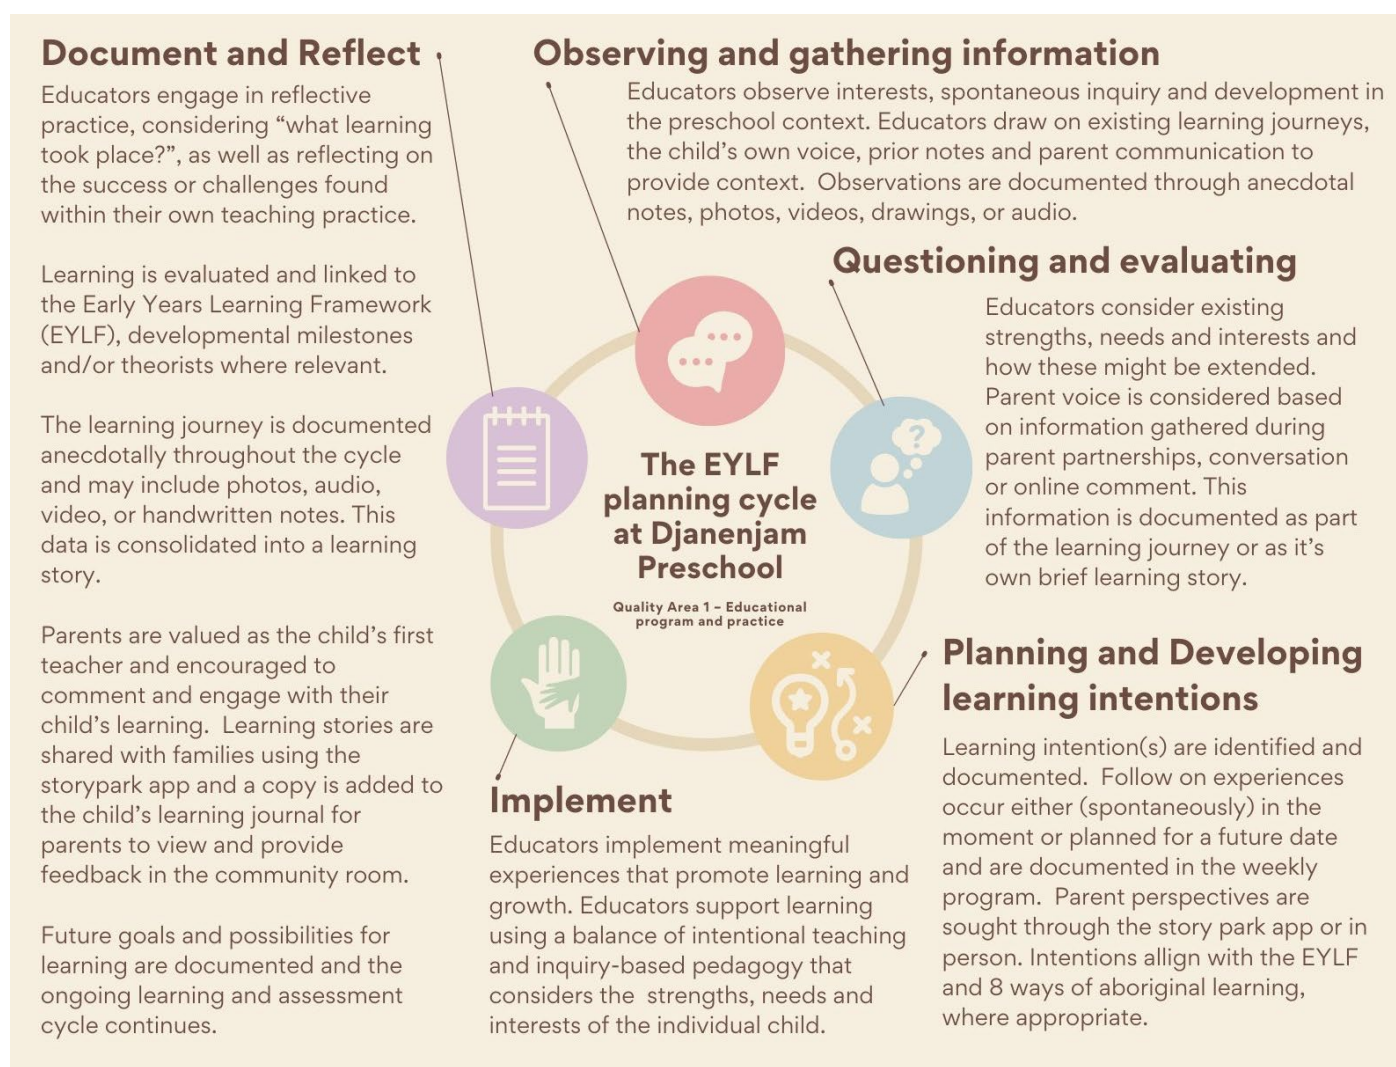 Document and Reflect
Educators engage in reflective
practice, considering “what learning
took place?”, as well as reflecting on
the success or challenges found
within their own teaching practice.
Learning is evaluated and linked to
the Early Years Learning Framework
(EYLF), developmental milestones
and/or theorists where relevant.
The learning journey is documented
anecdotally throughout the cycle
and may include photos, audio,
video, or handwritten notes. This
data is consolidated into a learning
story.
Parents are valued as the child’s first
teacher and encouraged to
comment and engage with their
child’s learning.  Learning stories are
shared with families using the
storypark app and a copy is added to
the child’s learning journal for
parents to view and provide
feedback in the community room.
Future goals and possibilities for
learning are documented and the
ongoing learning and assessment
cycle continues.
Observing and gathering information
Educators observe interests, spontaneous inquiry and development in
the preschool context. Educators draw on existing learning journeys,
the child’s own voice, prior notes and parent communication to
provide context.  Observations are documented through anecdotal
notes, photos, videos, drawings, or audio.
Questioning and evaluating
Educators consider existing
strengths, needs and interests and
how these might be extended.
Parent voice is considered based
on information gathered during
parent partnerships, conversation
or online comment. This
information is documented as part
of the learning journey or as it’s
own brief learning story.
?
The EYLF
planning cycle
at Djanenjam
Preschool
Quality Area 1 – Educational
program and practice
Planning and Developing
learning intentions
Learning intention(s) are identified and
documented.  Follow on experiences
occur either (spontaneously) in the
moment or planned for a future date
and are documented in the weekly
program.  Parent perspectives are
sought through the story park app or in
person. Intentions allign with the EYLF
and 8 ways of aboriginal learning,
where appropriate.
Implement
Educators implement meaningful
experiences that promote learning and
growth. Educators support learning
using a balance of intentional teaching
and inquiry-based pedagogy that
considers the  strengths, needs and
interests of the individual child.